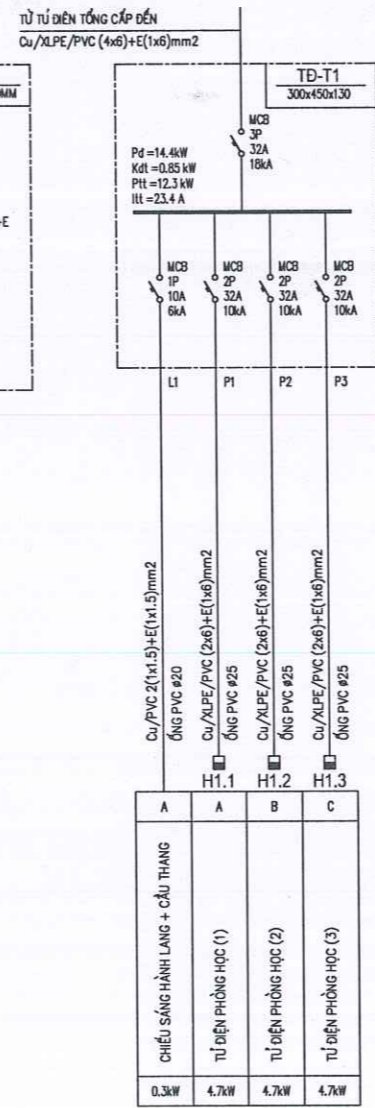 TỪ TỦ ĐIỆN TỔNG CẤP ĐẾN
Cu/XLPE/PVC (4x6)+E(1x6)mm2
TĐ-T1
300x450x130
MCB
3P
32A
18kA
Pd =14.4kW
Kdt =0.85 kW
Ptt =12.3 kW
Itt =23.4 A
MCB
1P
10A
6kA
MCB
2P
32A
10kA
MCB
2P
32A
10kA
MCB
2P
32A
10kA
L1
P1
P2
P3
Cu/PVC 2(1x1.5)+E(1x1.5)mm2
ỐNG PVC ø20
Cu/XLPE/PVC (2x6)+E(1x6)mm2
ỐNG PVC ø25
Cu/XLPE/PVC (2x6)+E(1x6)mm2
ỐNG PVC ø25
Cu/XLPE/PVC (2x6)+E(1x6)mm2
ỐNG PVC ø25
H1.1
H1.2
H1.3
A
A
B
C
CHIẾU SÁNG HÀNH LANG + CẦU THANG
TỦ ĐIỆN PHÒNG HỌC (1)
TỦ ĐIỆN PHÒNG HỌC (2)
TỦ ĐIỆN PHÒNG HỌC (3)
0.3kW
4.7kW
4.7kW
4.7kW